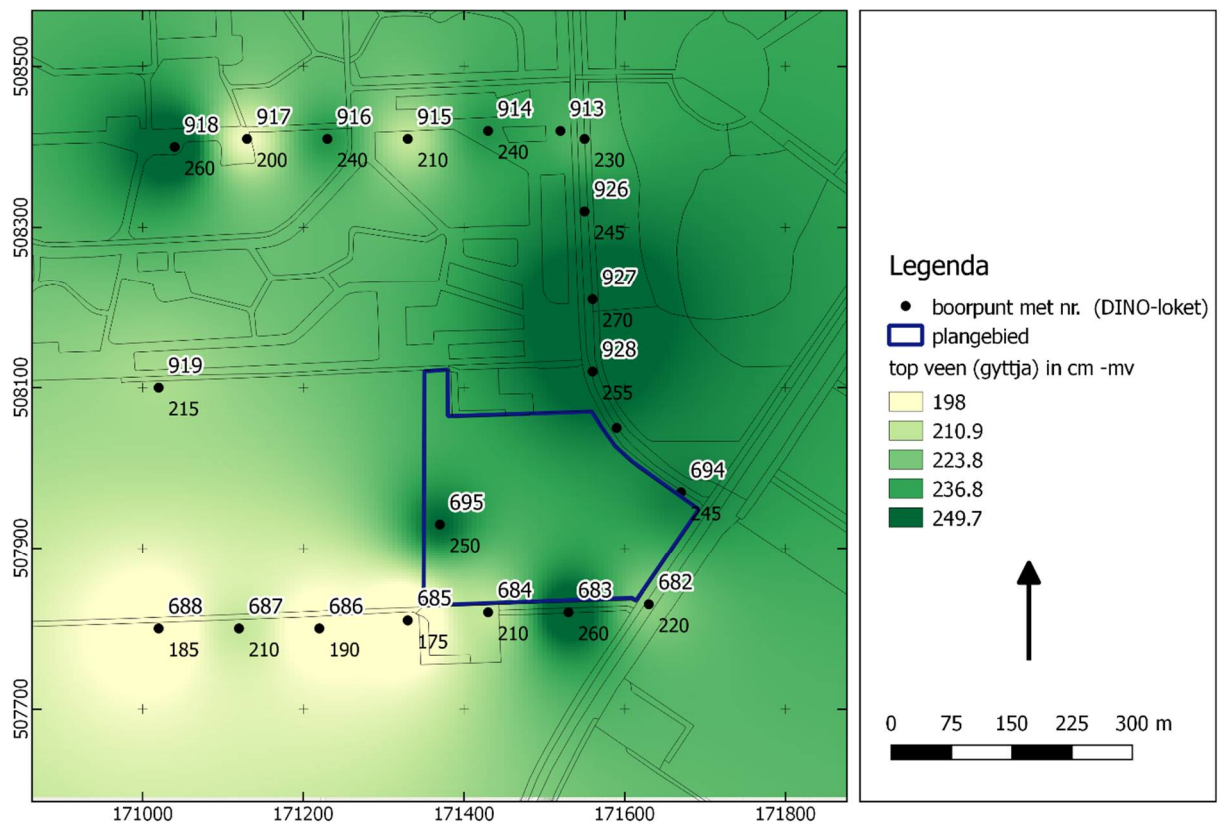 508500
508300
508100
507900
507700
918 917 916 915 914 913
260 200 240 210 240 230
926
245
927
270
928
255
919
215
694
245
695
250
682
220
688 687 686 685 684 683
185 210 190 175 210 260
171000 171200 171400 171600 171800
Legenda
boorpunt met nr. (DINO-loket)
plangebied
top veen (gyttja) in cm -mv
198
210.9
223.8
236.8
249.7
0 75 150 225 300 m